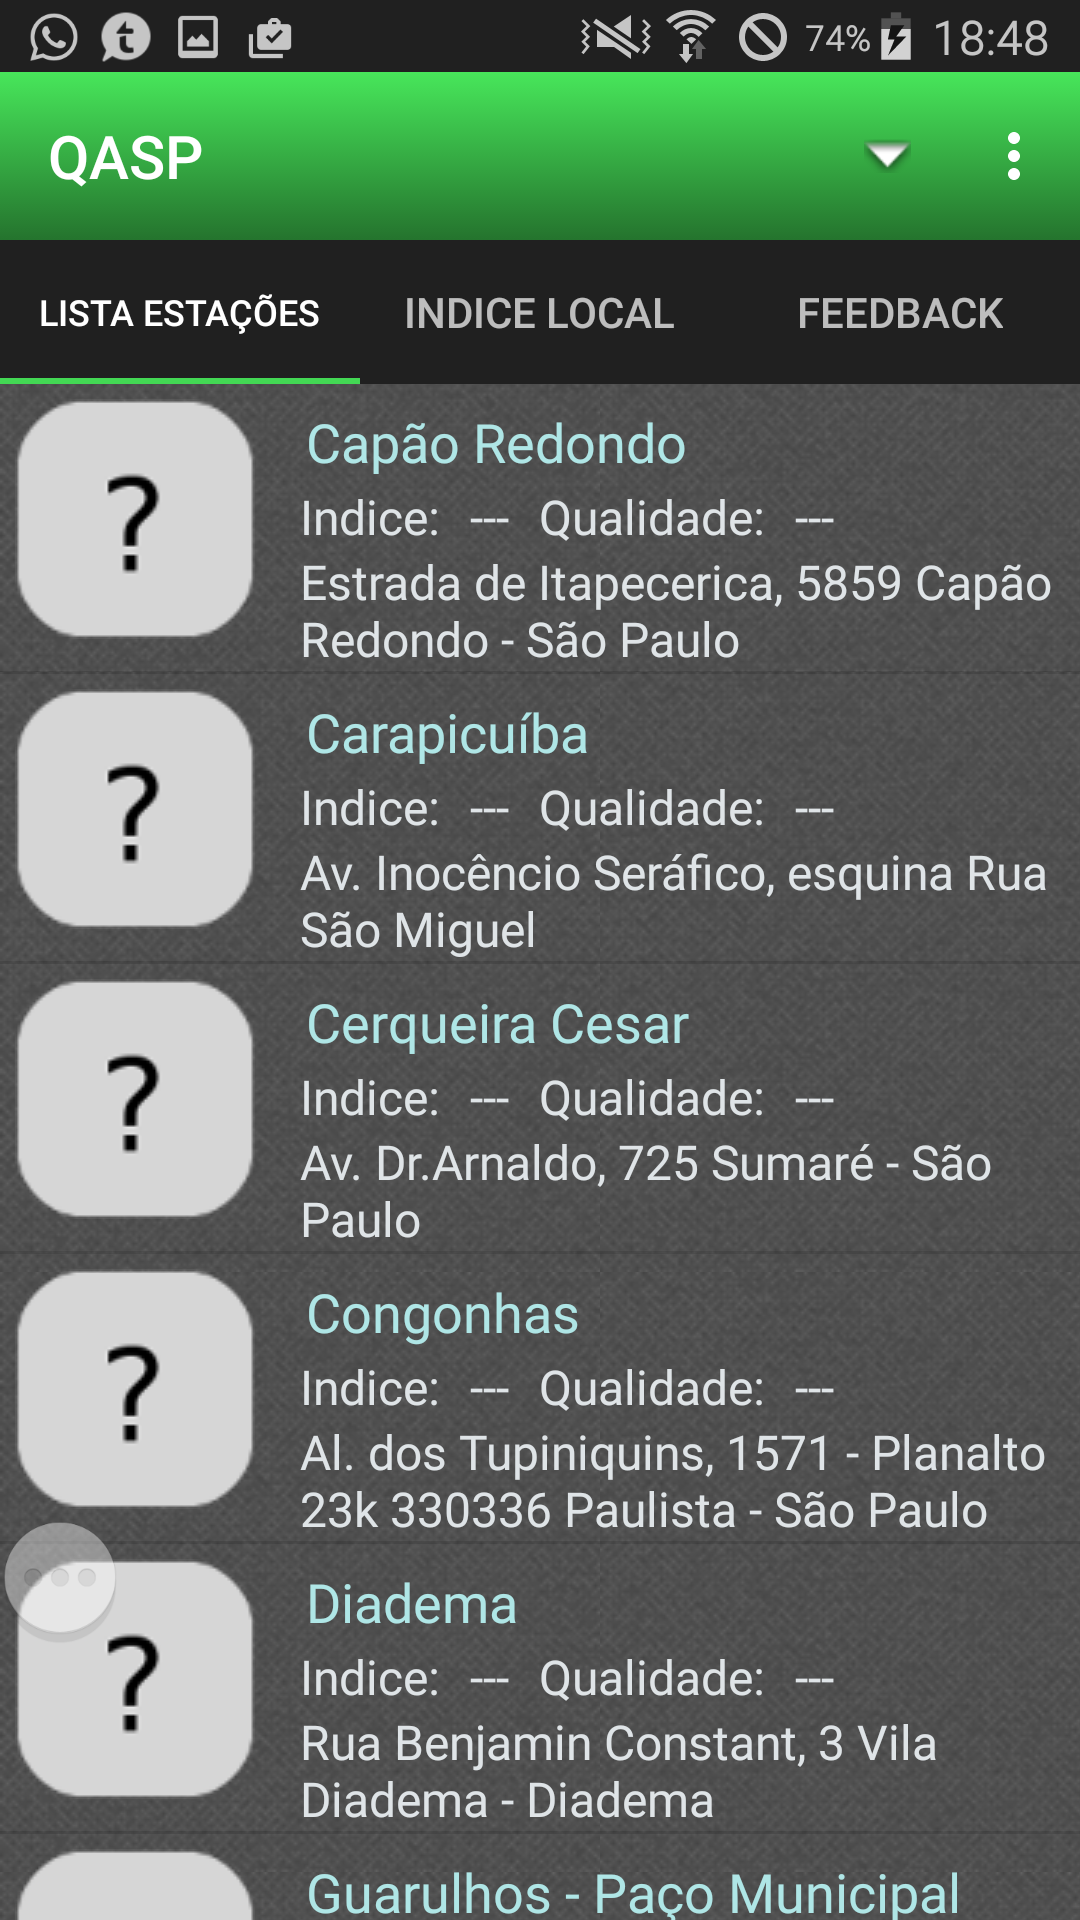 74% 18:48
QASP
LISTA ESTAÇÕES INDICE LOCAL FEEDBACK
?
Capão Redondo
Indice: --- Qualidade: ---
Estrada de Itapecerica, 5859 Capão
Redondo - São Paulo
?
Carapicuíba
Indice: --- Qualidade: ---
Av. Inocêncio Seráfico, esquina Rua
São Miguel
?
Cerqueira Cesar
Indice: --- Qualidade: ---
Av. Dr.Arnaldo, 725 Sumaré - São
Paulo
?
Congonhas
Indice: --- Qualidade: ---
Al. dos Tupiniquins, 1571 - Planalto
23k 330336 Paulista - São Paulo
?
Diadema
Indice: --- Qualidade: ---
Rua Benjamin Constant, 3 Vila
Diadema - Diadema
Guarulhos - Paço Municipal